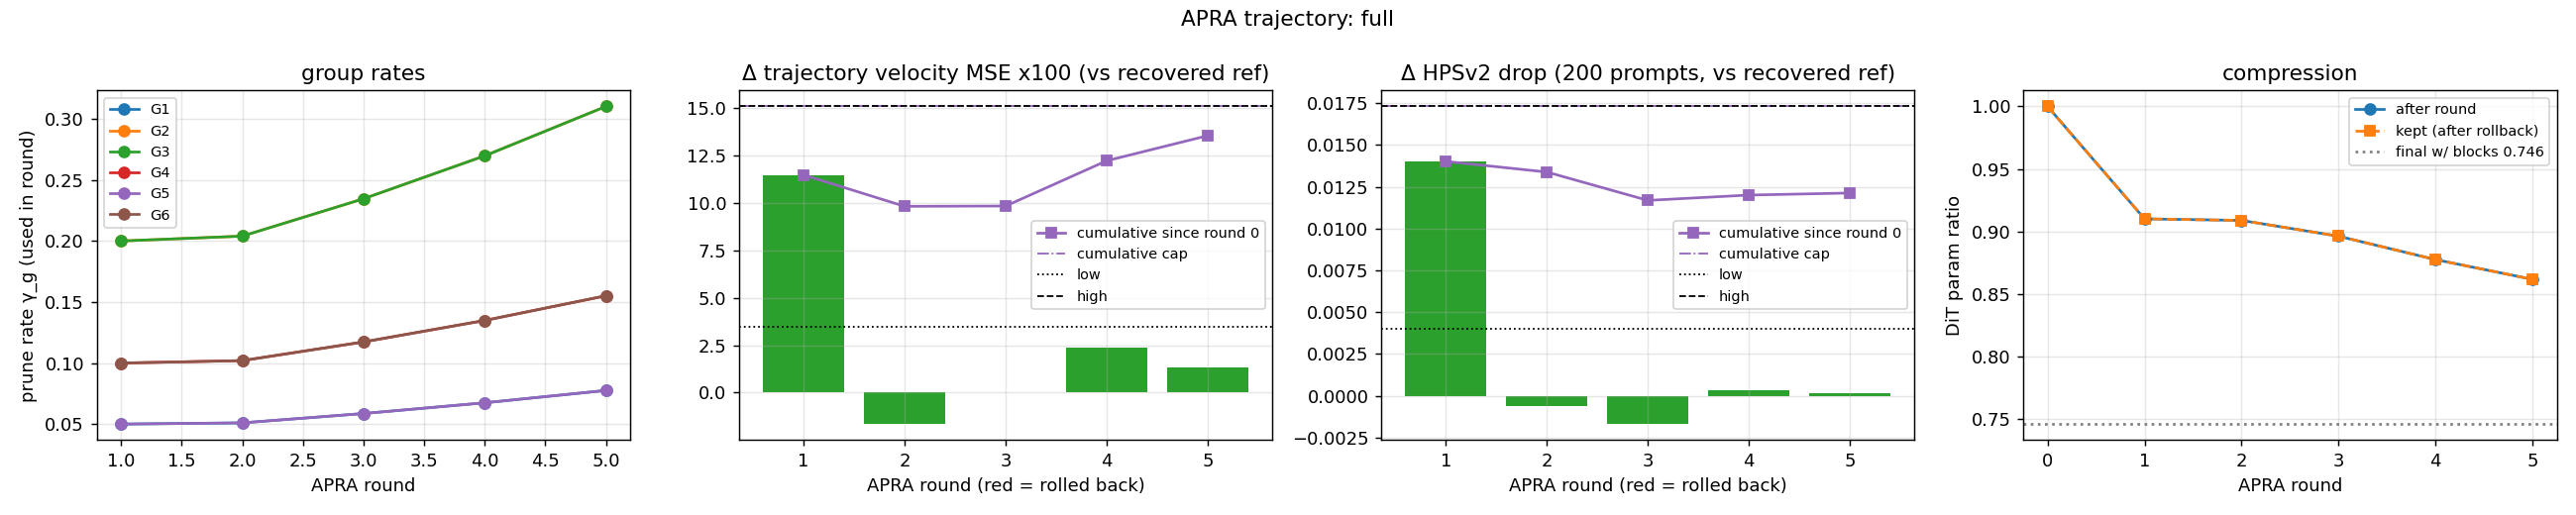 APRA trajectory: full
group rates
prune rate γ_g (used in round)
0.30
0.25
0.20
0.15
0.10
0.05
G1
G2
G3
G4
G5
G6
1.0 1.5 2.0 2.5 3.0 3.5 4.0 4.5 5.0
APRA round
Δ trajectory velocity MSE x100 (vs recovered ref)
15.0
12.5
10.0
7.5
5.0
2.5
0.0
cumulative since round 0
cumulative cap
low
high
1 2 3 4 5
APRA round (red = rolled back)
Δ HPSv2 drop (200 prompts, vs recovered ref)
0.0175
0.0150
0.0125
0.0100
0.0075
0.0050
0.0025
0.0000
−0.0025
cumulative since round 0
cumulative cap
low
high
1 2 3 4 5
APRA round (red = rolled back)
compression
DiT param ratio
1.00
0.95
0.90
0.85
0.80
0.75
after round
kept (after rollback)
final w/ blocks 0.746
0 1 2 3 4 5
APRA round